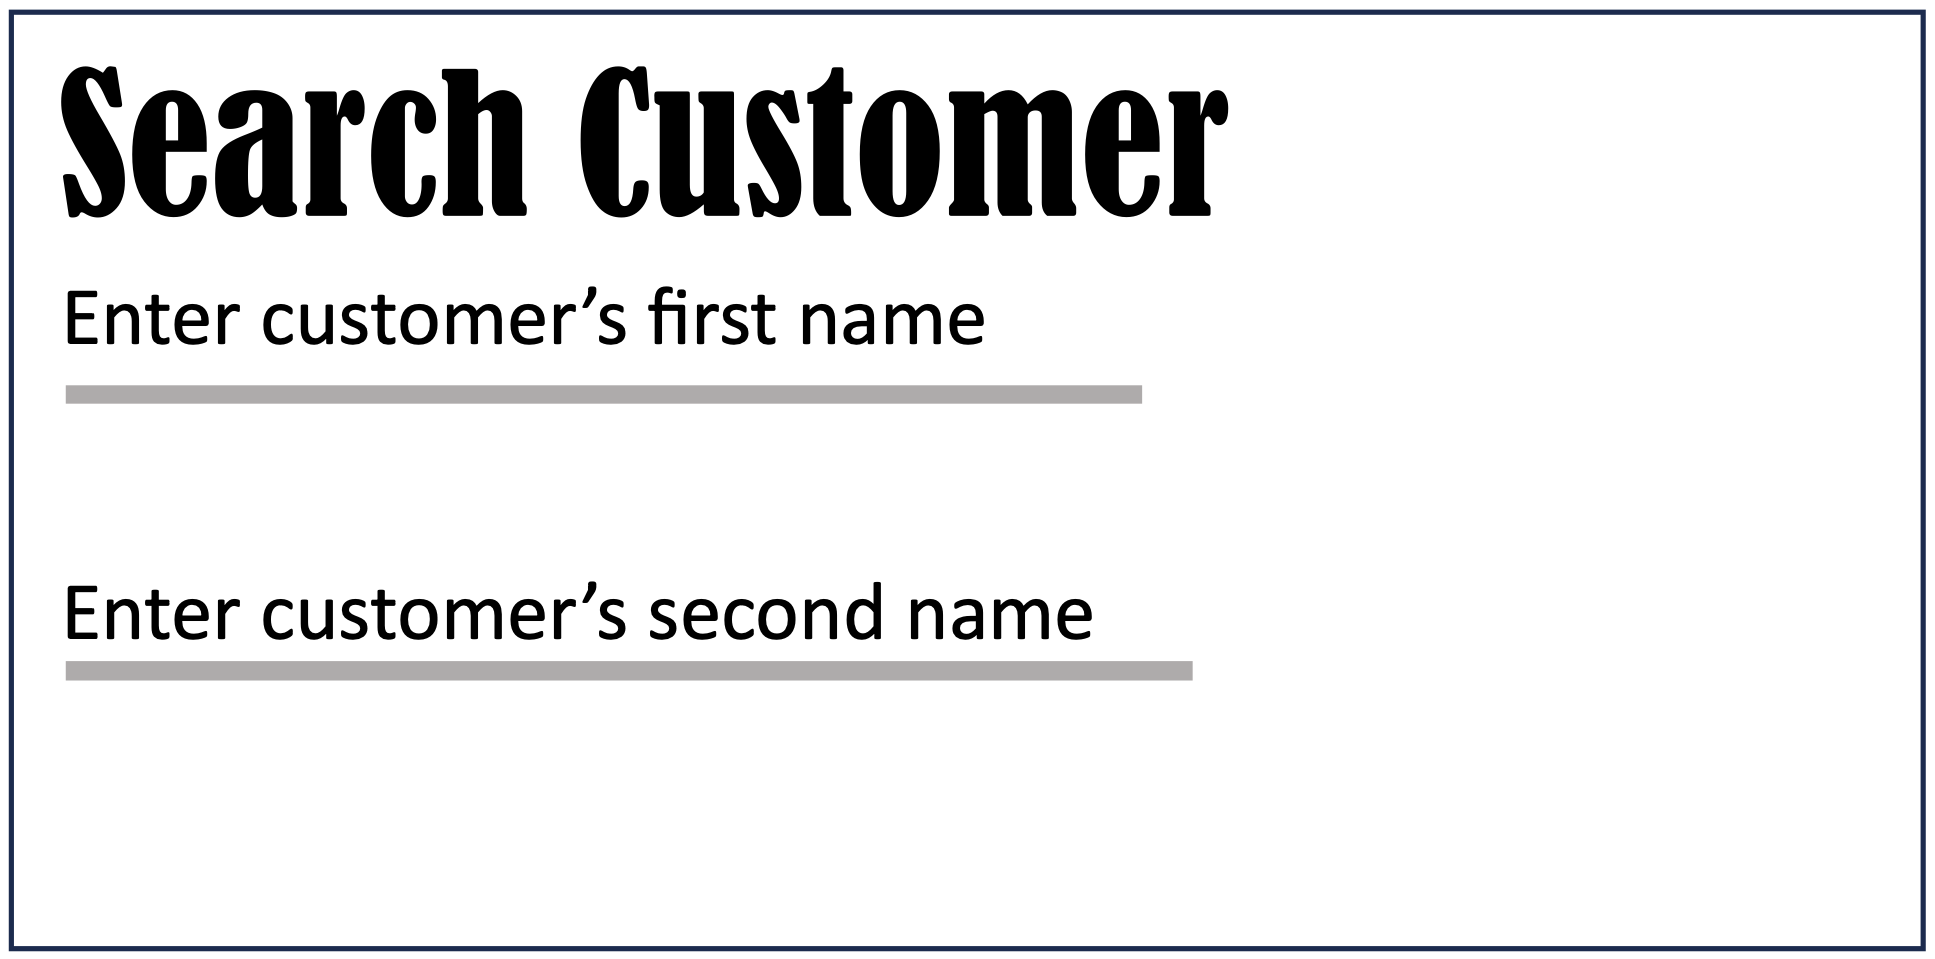 Search Customer
Enter customer’s first name
Enter customer’s second name